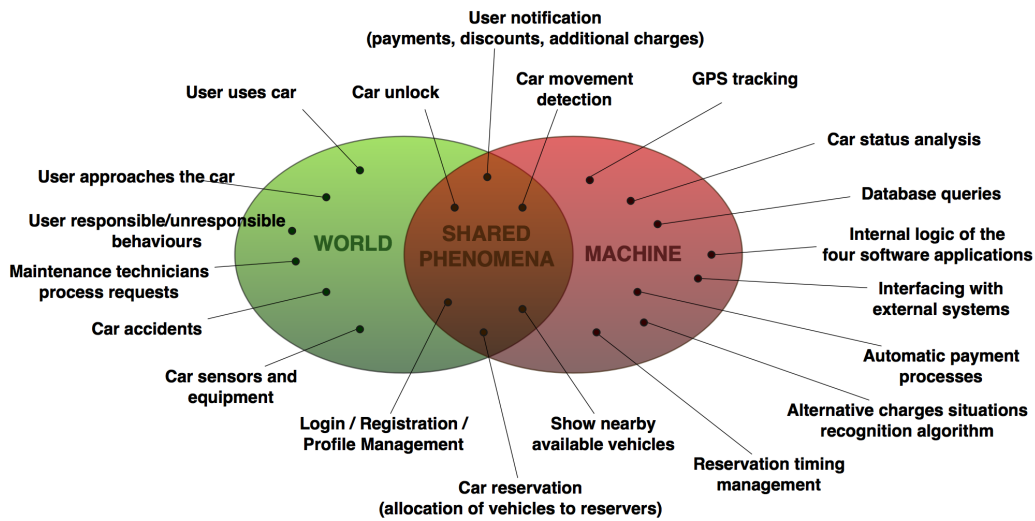 User notification
(payments, discounts, additional charges)
User uses car
Car unlock
Car movement
detection
GPS tracking
Car status analysis
User approaches the car
Database queries
User responsible/unresponsible
behaviours
WORLD
SHARED
PHENOMENA
MACHINE
Internal logic of the
four software applications
Maintenance technicians
process requests
Interfacing with
external systems
Car accidents
Automatic payment
processes
Car sensors and
equipment
Login / Registration /
Profile Management
Show nearby
available vehicles
Alternative charges situations
recognition algorithm
Reservation timing
management
Car reservation
(allocation of vehicles to reservers)